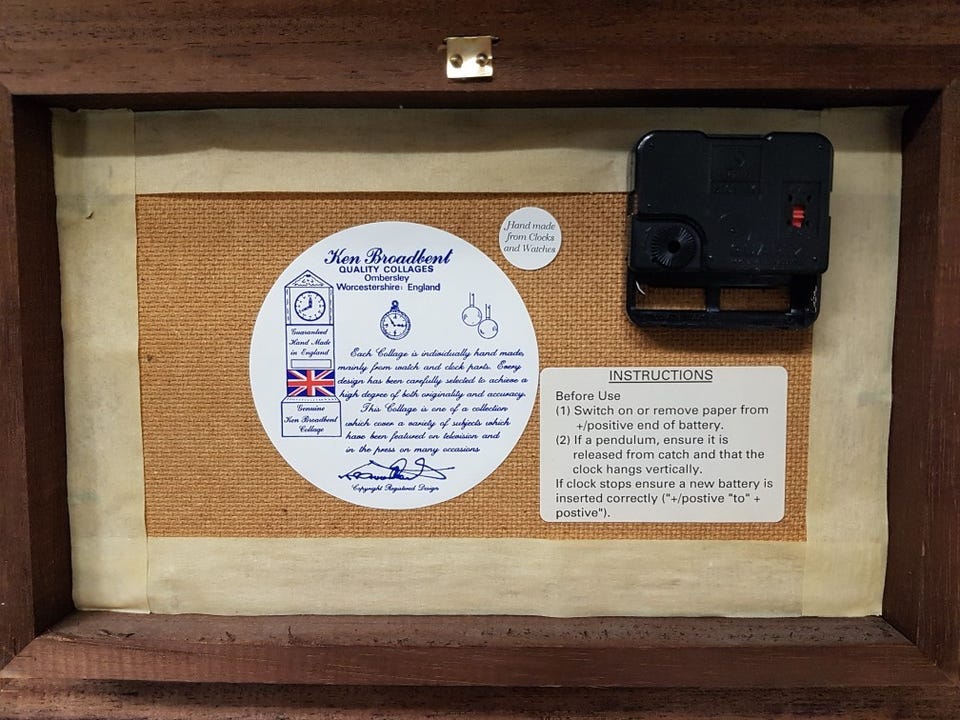 Ken Broadbent
QUALITY COLLAGES
Ombersley
Worcestershire: England
Guaranteed
Hand Made
in England
Genuine
Ken Broadbent
Collage
Each Collage is individually hand made,
mainly from watch and clock parts. Every
design has been carefully selected to achieve a
high degree of both originality and accuracy.
This Collage is one of a collection
which cover a variety of subjects which
have been featured on television and
in the press on many occasions
Copyright Registered Design
Hand made
from Clocks
and Watches
INSTRUCTIONS
Before Use
(1) Switch on or remove paper from
+/positive end of battery.
(2) If a pendulum, ensure it is
released from catch and that the
clock hangs vertically.
If clock stops ensure a new battery is
inserted correctly ("+/postive "to" +
postive").